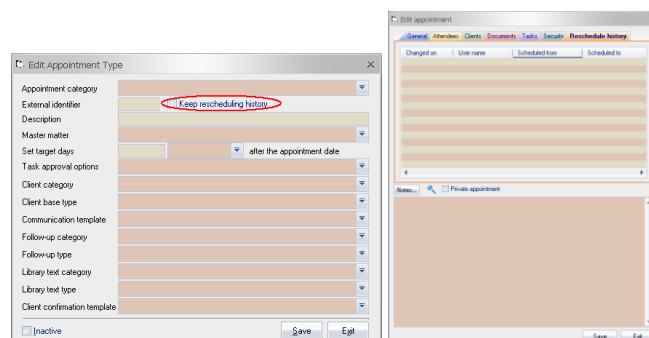 Edit Appointment Type
Appointment category
External identifier
Keep rescheduling history
Description
Master matter
Set target days
after the appointment date
Task approval options
Client category
Client base type
Communication template
Follow-up category
Follow-up type
Library text category
Library text type
Client confirmation template
Inactive
Save Exit
Edit appointment
General Attendees Clients Documents Tasks Security Reschedule history
Changed on User name Scheduled from Scheduled to
Notes... Private appointment
Save Exit